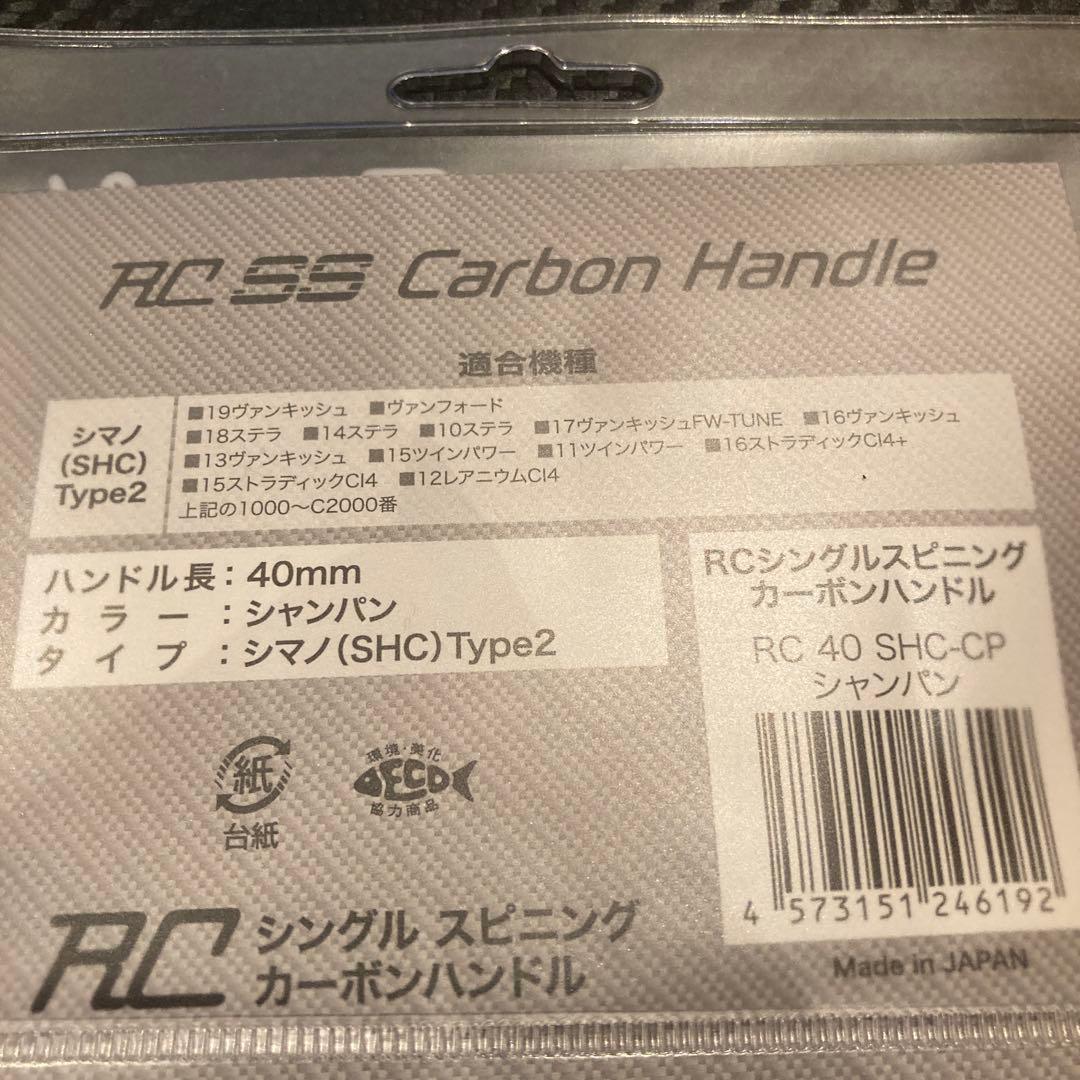 RC SS Carbon Handle
適合機種
シマノ
(SHC)
Type2
■19ヴァンキッシュ ■ヴァンフォード
■18ステラ ■14ステラ ■10ステラ ■17ヴァンキッシュFW-TUNE ■16ヴァンキッシュ
■13ヴァンキッシュ ■15ツインパワー ■11ツインパワー ■16ストラディックCI4+
■15ストラディックCI4 ■12レアニウムCI4
上記の1000～C2000番
ハンドル長：40mm
カラー：シャンパン
タイプ：シマノ(SHC)Type2
RCシングルスピニング
カーボンハンドル
RC 40 SHC-CP
シャンパン
4 573151 246192
Made in JAPAN
紙
台紙
環境・美化
ECO
協力商品
RC シングル スピニング
カーボンハンドル